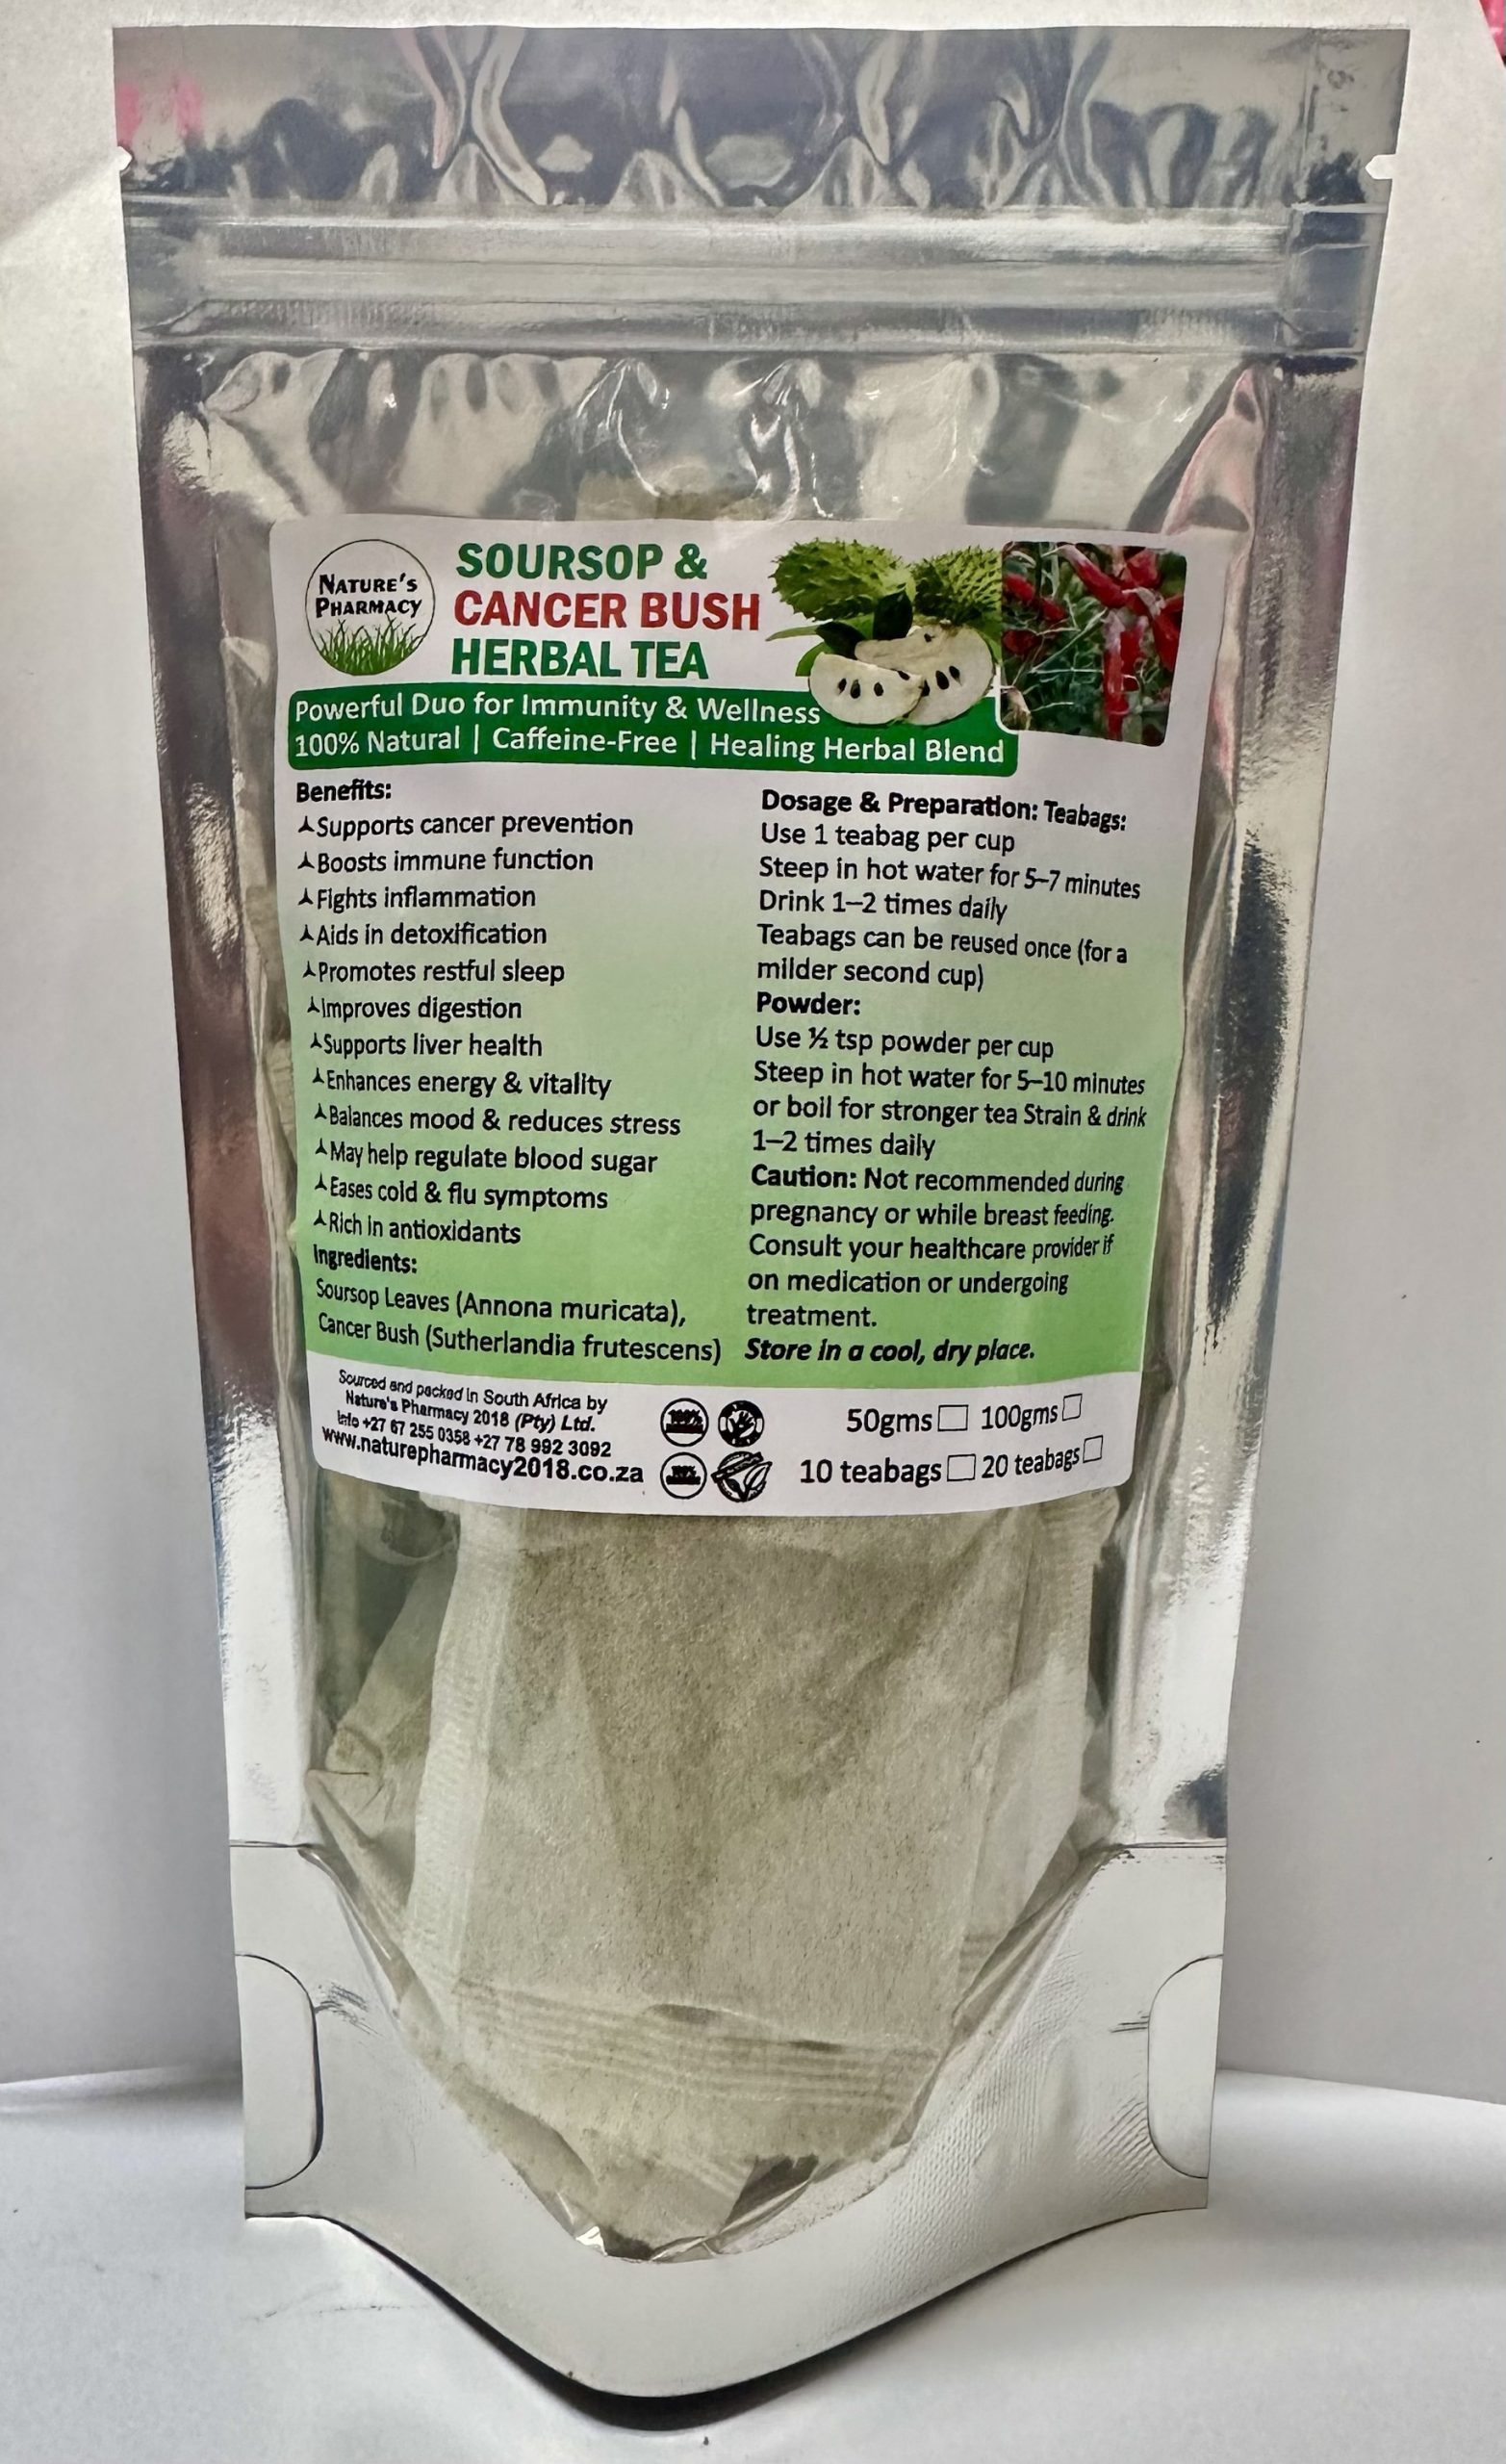 NATURE'S
PHARMACY
SOURSOP &
CANCER BUSH
HERBAL TEA
Powerful Duo for Immunity & Wellness
100% Natural | Caffeine-Free | Healing Herbal Blend
Benefits:
Supports cancer prevention
Boosts immune function
Fights inflammation
Aids in detoxification
Promotes restful sleep
Improves digestion
Supports liver health
Enhances energy & vitality
Balances mood & reduces stress
May help regulate blood sugar
Eases cold & flu symptoms
Rich in antioxidants
Ingredients:
Soursop Leaves (Annona muricata),
Cancer Bush (Sutherlandia frutescens)
Dosage & Preparation: Teabags:
Use 1 teabag per cup
Steep in hot water for 5–7 minutes
Drink 1–2 times daily
Teabags can be reused once (for a
milder second cup)
Powder:
Use ½ tsp powder per cup
Steep in hot water for 5–10 minutes
or boil for stronger tea Strain & drink
1–2 times daily
Caution: Not recommended during
pregnancy or while breast feeding.
Consult your healthcare provider if
on medication or undergoing
treatment.
Store in a cool, dry place.
Sourced and packed in South Africa by
Nature's Pharmacy 2018 (Pty) Ltd.
Info +27 67 255 0358 +27 78 992 3092
www.naturepharmacy2018.co.za
100%
50gms 100gms
10 teabags 20 teabags